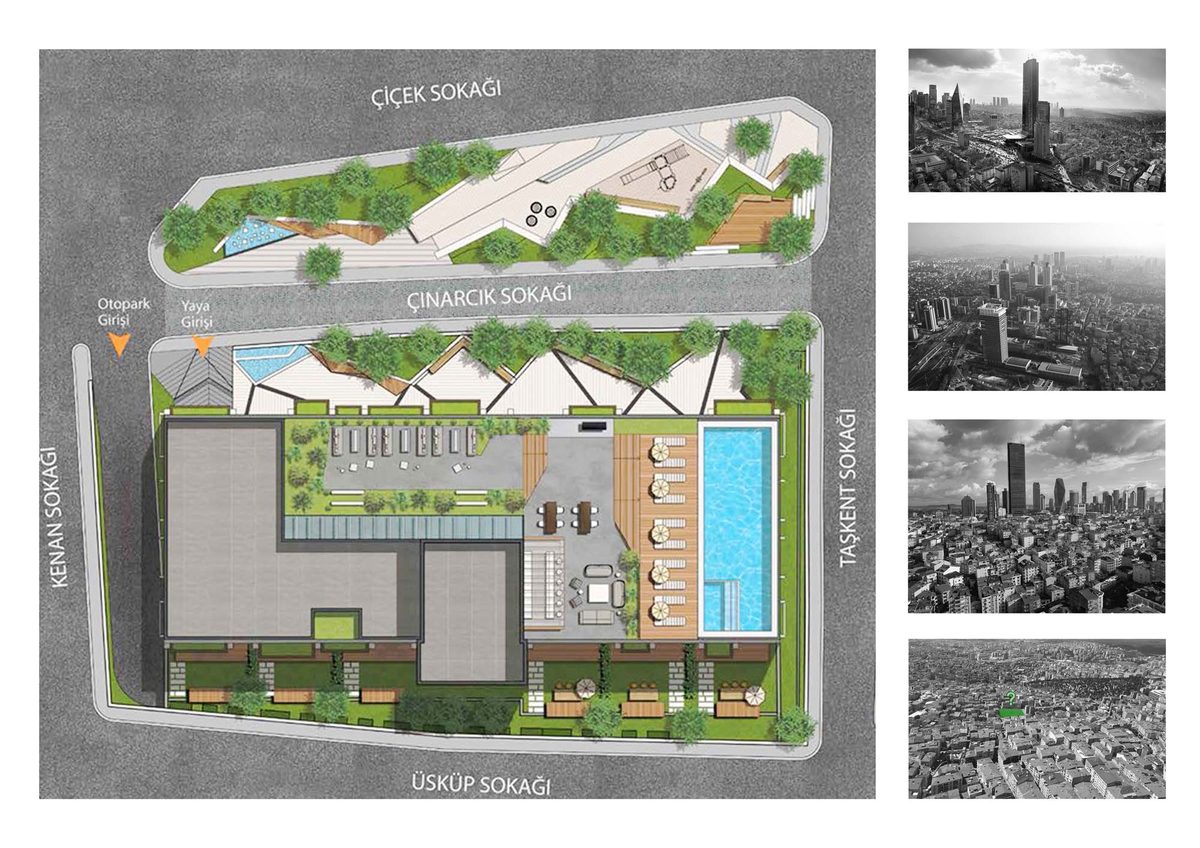 ÇİÇEK SOKAĞI
ÇINARCIK SOKAĞI
Otopark
Girişi
Yaya
Girişi
KENAN SOKAĞI
TAŞKENT SOKAĞI
ÜSKÜP SOKAĞI
?